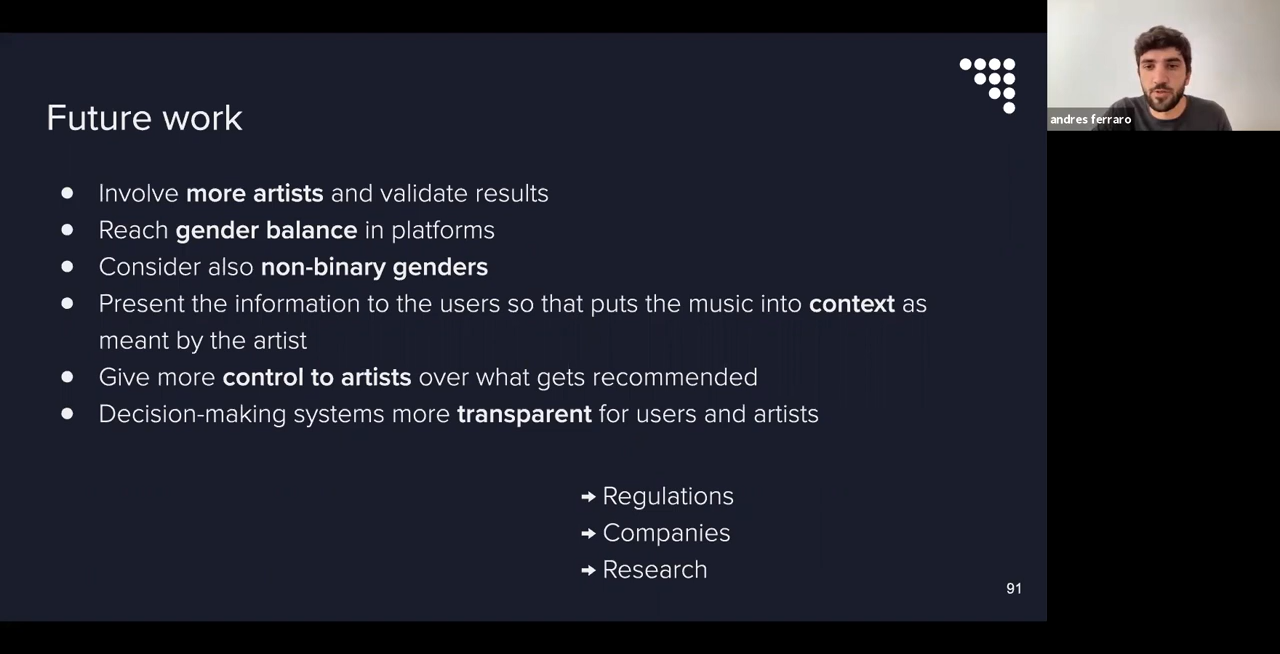 Future work
● Involve more artists and validate results
● Reach gender balance in platforms
● Consider also non-binary genders
● Present the information to the users so that puts the music into context as
meant by the artist
● Give more control to artists over what gets recommended
● Decision-making systems more transparent for users and artists
→ Regulations
→ Companies
→ Research
91
andres ferraro